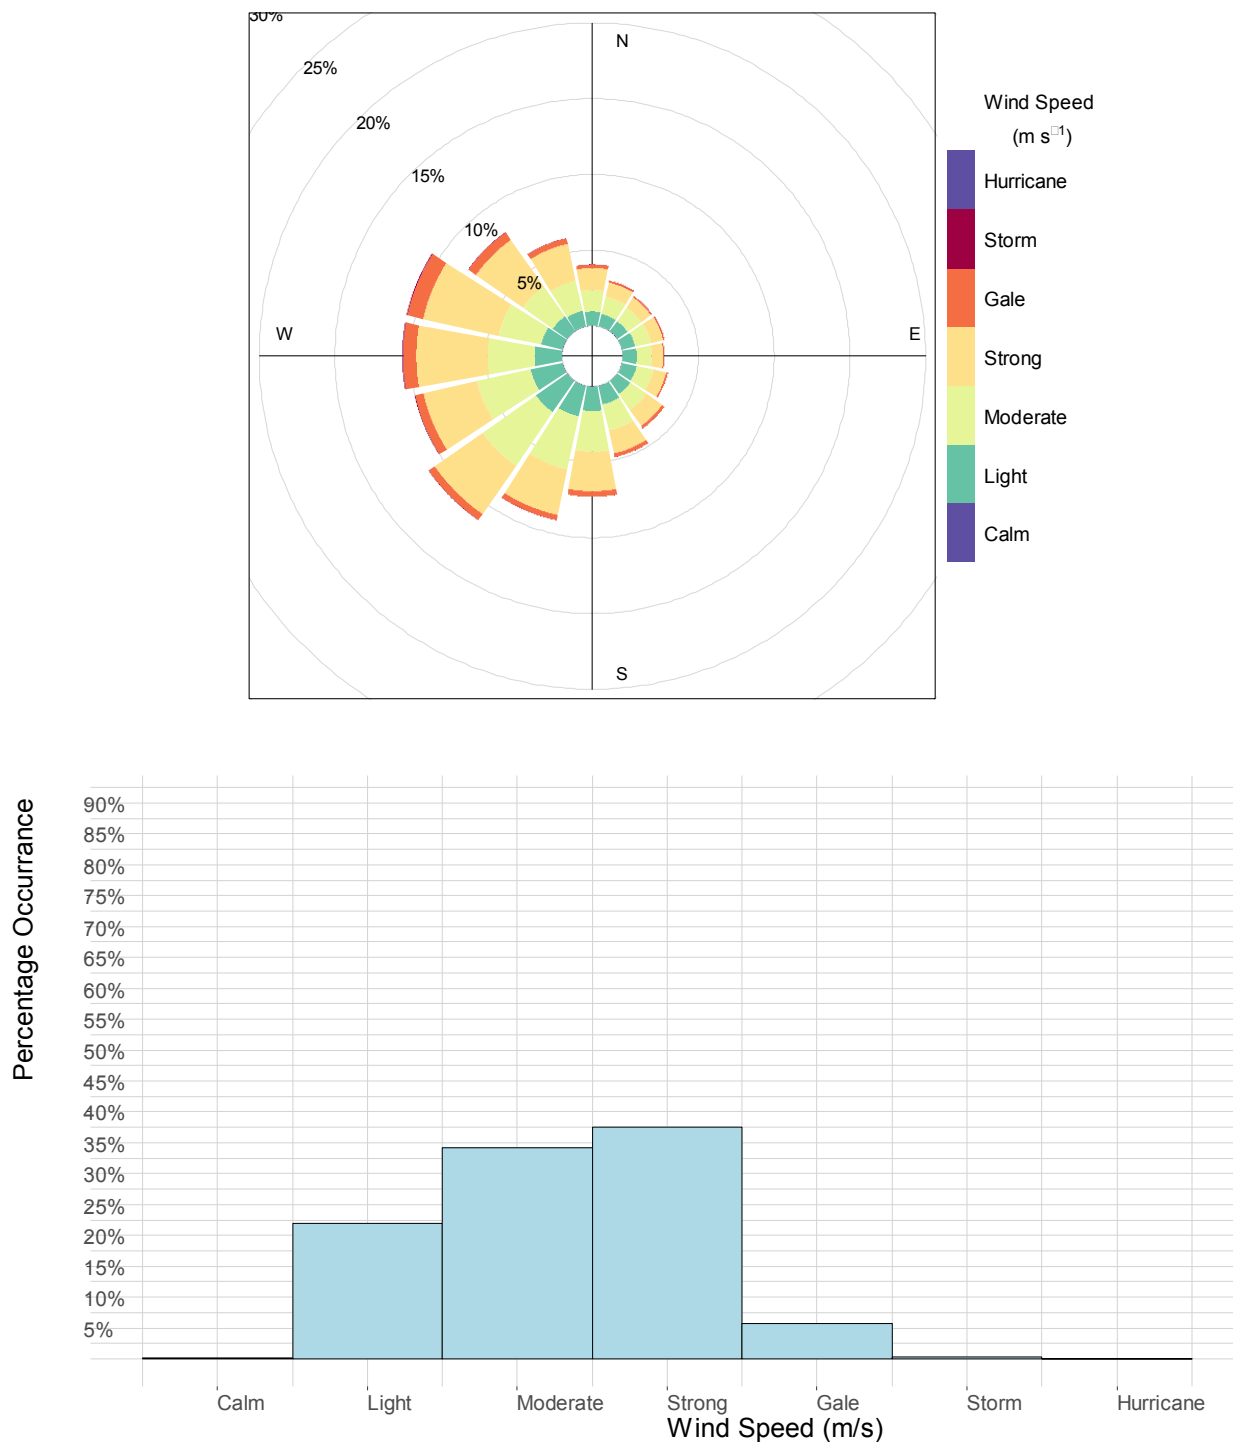 30%
25%
20%
15%
10%
5%
N
W
E
S
Wind Speed
(m s□1)
Hurricane
Storm
Gale
Strong
Moderate
Light
Calm
Percentage Occurrance
90%
85%
80%
75%
70%
65%
60%
55%
50%
45%
40%
35%
30%
25%
20%
15%
10%
5%
Calm Light Moderate Strong Gale Storm Hurricane
Wind Speed (m/s)